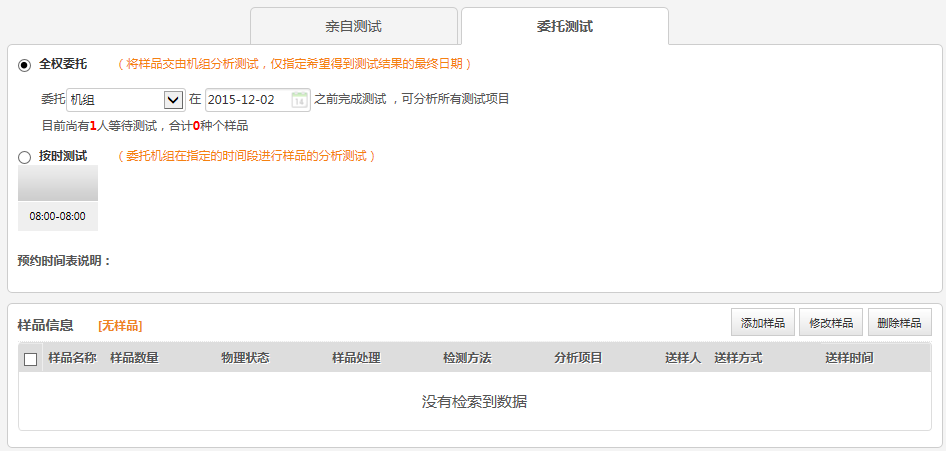 亲自测试 委托测试
全权委托 （将样品交由机组分析测试，仅指定希望得到测试结果的最终日期）
委托 机组 在 2015-12-02 14 之前完成测试 ，可分析所有测试项目
目前尚有1人等待测试，合计0种个样品
按时测试 （委托机组在指定的时间段进行样品的分析测试）
08:00-08:00
预约时间表说明：
样品信息 [无样品] 添加样品 修改样品 删除样品
样品名称 样品数量 物理状态 样品处理 检测方法 分析项目 送样人 送样方式 送样时间
没有检索到数据